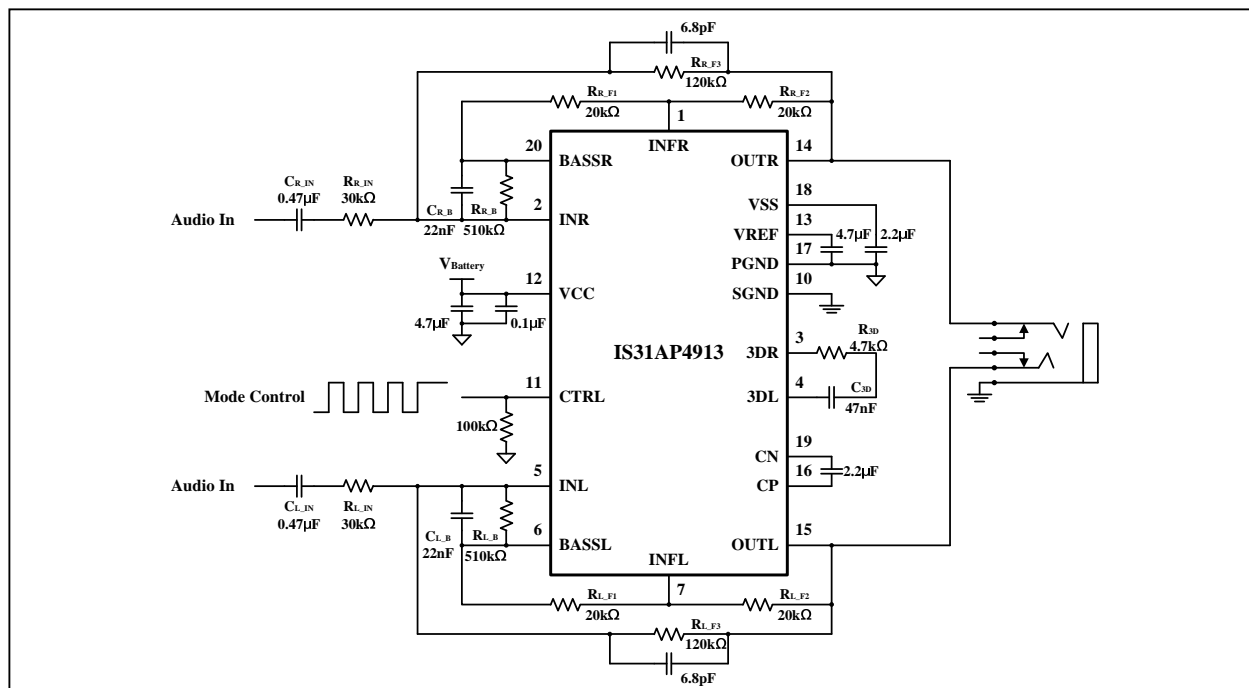 6.8pF
R_R_F3
120kΩ
R_R_F1
20kΩ
R_R_F2
20kΩ
1
INFR
20
BASSR
14
OUTR
C_R_IN
0.47µF
R_R_IN
30kΩ
Audio In
C_R_B
22nF
R_R_B
510kΩ
2
INR
18
VSS
13
VREF
4.7µF
2.2µF
17
PGND
10
SGND
V_Battery
12
VCC
4.7µF
0.1µF
IS31AP4913
3
3DR
R_3D
4.7kΩ
4
3DL
C_3D
47nF
Mode Control
11
CTRL
100kΩ
19
CN
16
CP
2.2µF
Audio In
C_L_IN
0.47µF
R_L_IN
30kΩ
5
INL
C_L_B
22nF
R_L_B
510kΩ
6
BASSL
15
OUTL
INFL
7
R_L_F1
20kΩ
R_L_F2
20kΩ
R_L_F3
120kΩ
6.8pF